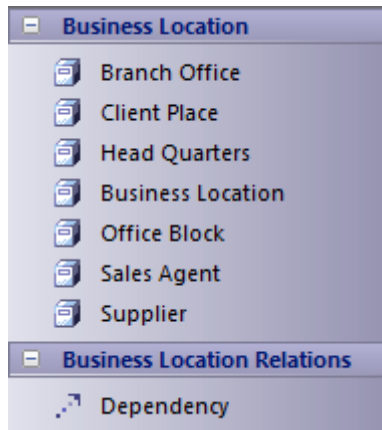 Business Location
Branch Office
Client Place
Head Quarters
Business Location
Office Block
Sales Agent
Supplier
Business Location Relations
Dependency